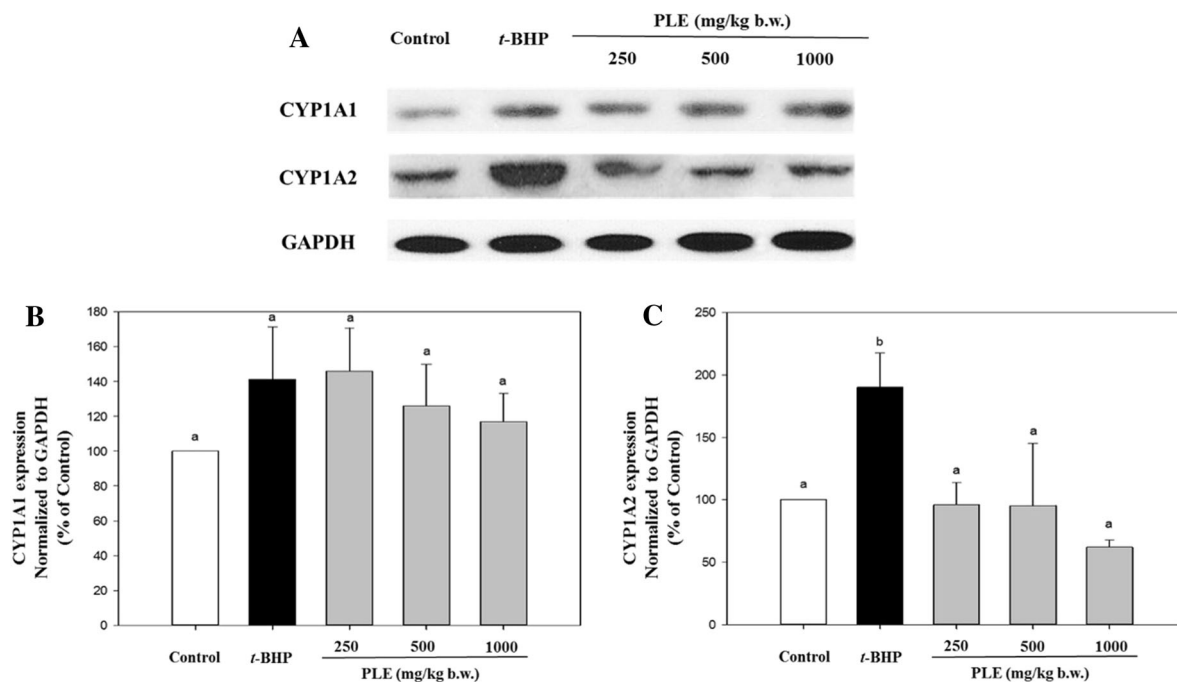 A
Control
t-BHP
PLE (mg/kg b.w.)
250
500
1000
CYP1A1
CYP1A2
GAPDH
B
CYP1A1 expression
Normalized to GAPDH
(% of Control)
180
160
140
120
100
80
60
40
20
0
a
a
a
a
a
Control
t-BHP
250
500
1000
PLE (mg/kg b.w.)
C
CYP1A2 expression
Normalized to GAPDH
(% of Control)
250
200
150
100
50
0
a
b
a
a
a
Control
t-BHP
250
500
1000
PLE (mg/kg b.w.)